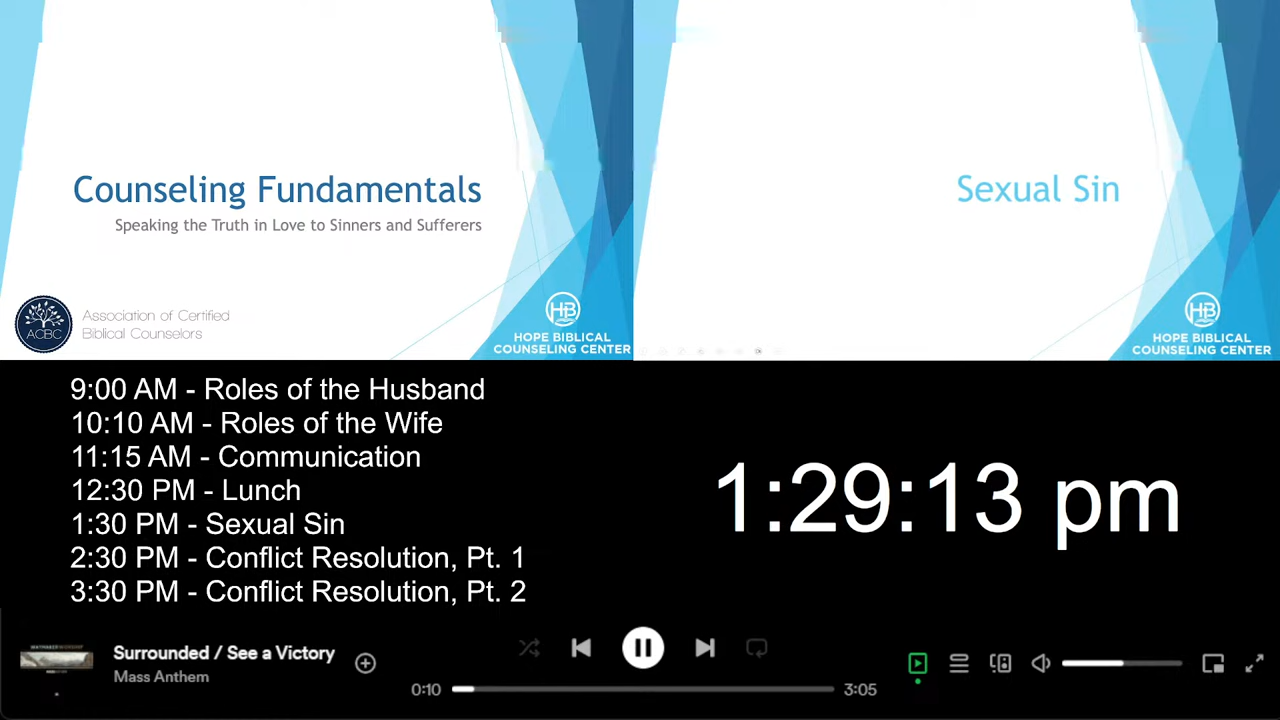 Counseling Fundamentals
Speaking the Truth in Love to Sinners and Sufferers
ACBC
Association of Certified
Biblical Counselors
HB
HOPE BIBLICAL
COUNSELING CENTER
Sexual Sin
HB
HOPE BIBLICAL
COUNSELING CENTER
9:00 AM - Roles of the Husband
10:10 AM - Roles of the Wife
11:15 AM - Communication
12:30 PM - Lunch
1:30 PM - Sexual Sin
2:30 PM - Conflict Resolution, Pt. 1
3:30 PM - Conflict Resolution, Pt. 2
1:29:13 pm
Surrounded / See a Victory
Mass Anthem
0:10
3:05